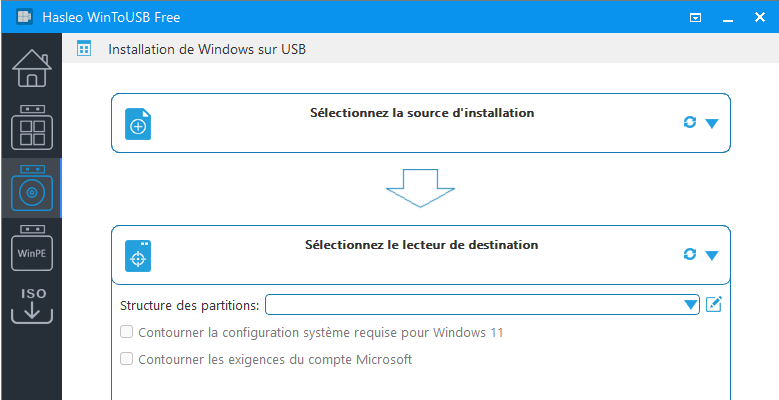 Hasleo WinToUSB Free
Installation de Windows sur USB
Sélectionnez la source d'installation
Sélectionnez le lecteur de destination
WinPE
ISO
Structure des partitions:
Contourner la configuration système requise pour Windows 11
Contourner les exigences du compte Microsoft